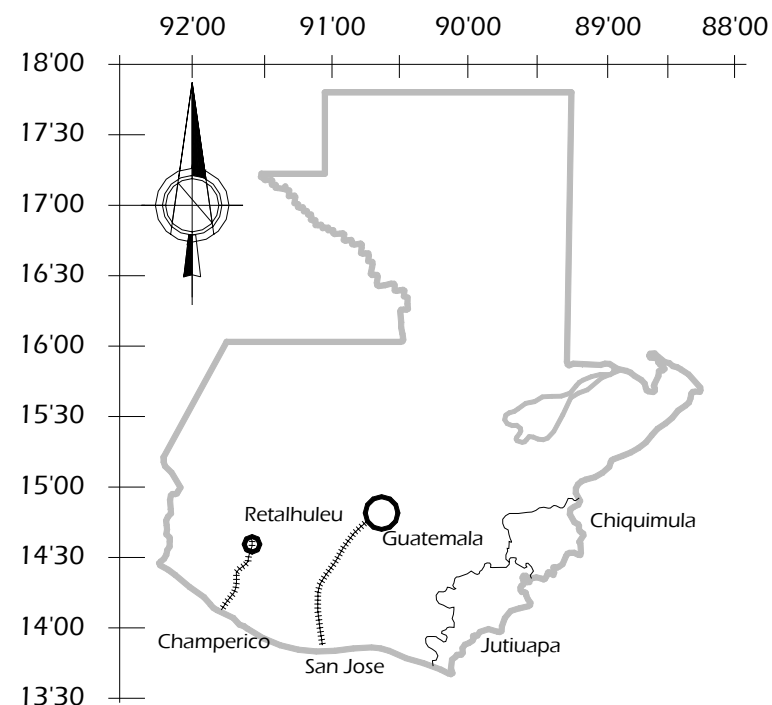 92'00 91'00 90'00 89'00 88'00
18'00
17'30
17'00
16'30
16'00
15'30
15'00
Retalhuleu
Chiquimula
Guatemala
14'30
14'00
Champerico
Jutiuapa
San Jose
13'30